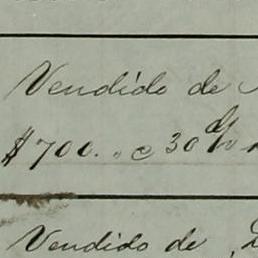 Vendido de
$700. " c 30 %
Vendido de